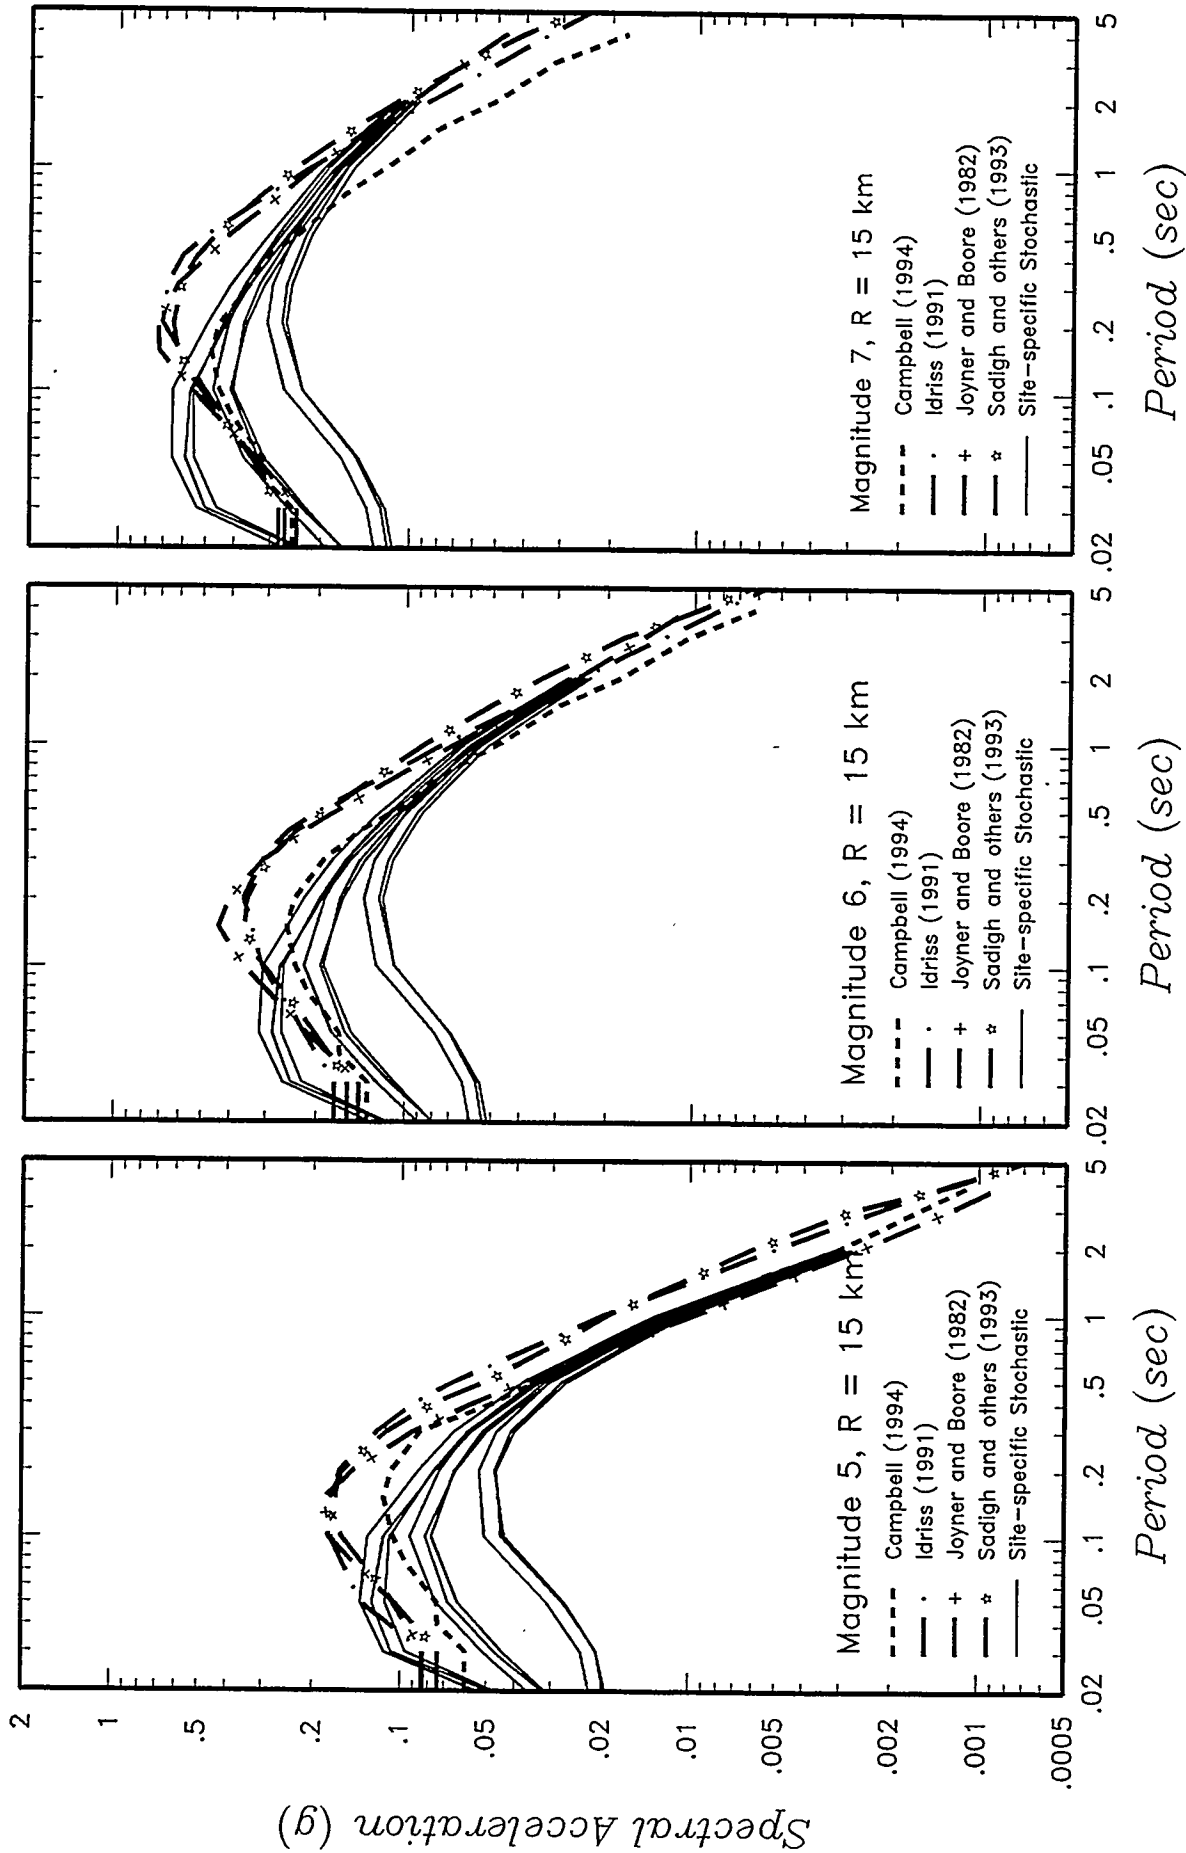 Spectral Acceleration (g)
2
1
.5
.2
.1
.05
.02
.01
.005
.002
.001
.0005
Magnitude 5, R = 15 km
Campbell (1994)
Idriss (1991)
Joyner and Boore (1982)
Sadigh and others (1993)
Site-specific Stochastic
.02
.05
.1
.2
.5
1
2
5
Period (sec)
Magnitude 6, R = 15 km
Campbell (1994)
Idriss (1991)
Joyner and Boore (1982)
Sadigh and others (1993)
Site-specific Stochastic
.02
.05
.1
.2
.5
1
2
5
Period (sec)
Magnitude 7, R = 15 km
Campbell (1994)
Idriss (1991)
Joyner and Boore (1982)
Sadigh and others (1993)
Site-specific Stochastic
.02
.05
.1
.2
.5
1
2
5
Period (sec)